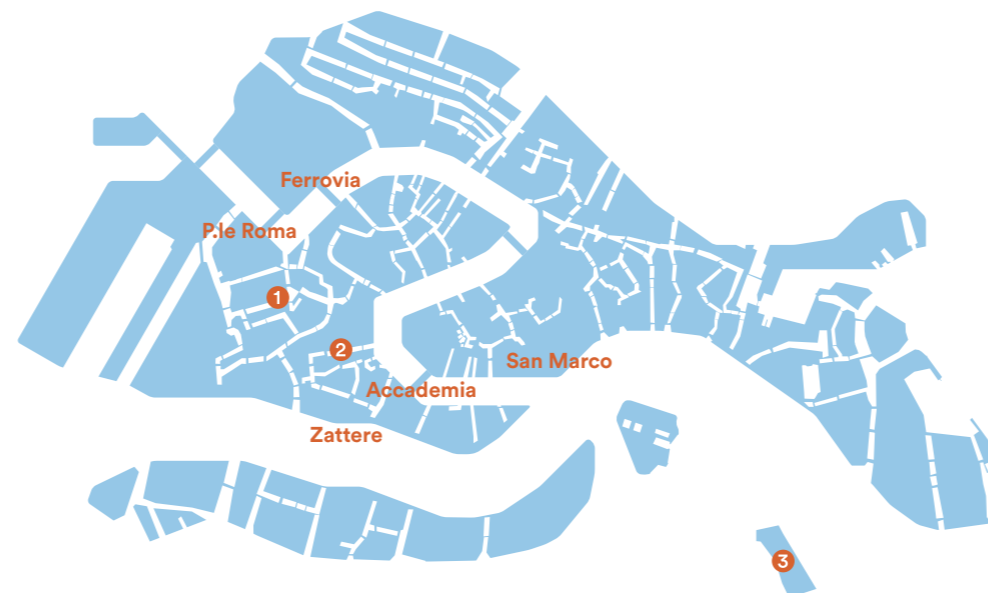 Ferrovia
P.le Roma
1
2
San Marco
Accademia
Zattere
3